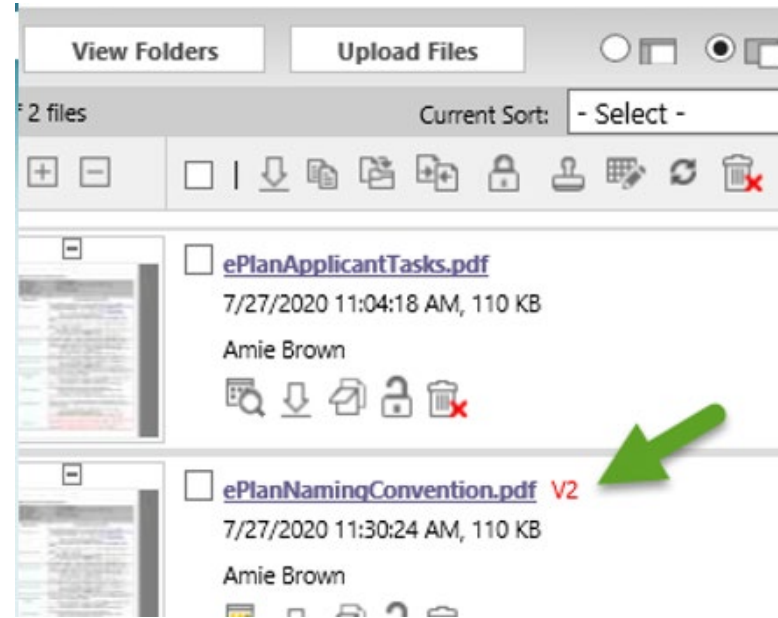 View Folders Upload Files
2 files Current Sort: - Select -
ePlanApplicantTasks.pdf
7/27/2020 11:04:18 AM, 110 KB
Amie Brown
ePlanNamingConvention.pdf V2
7/27/2020 11:30:24 AM, 110 KB
Amie Brown